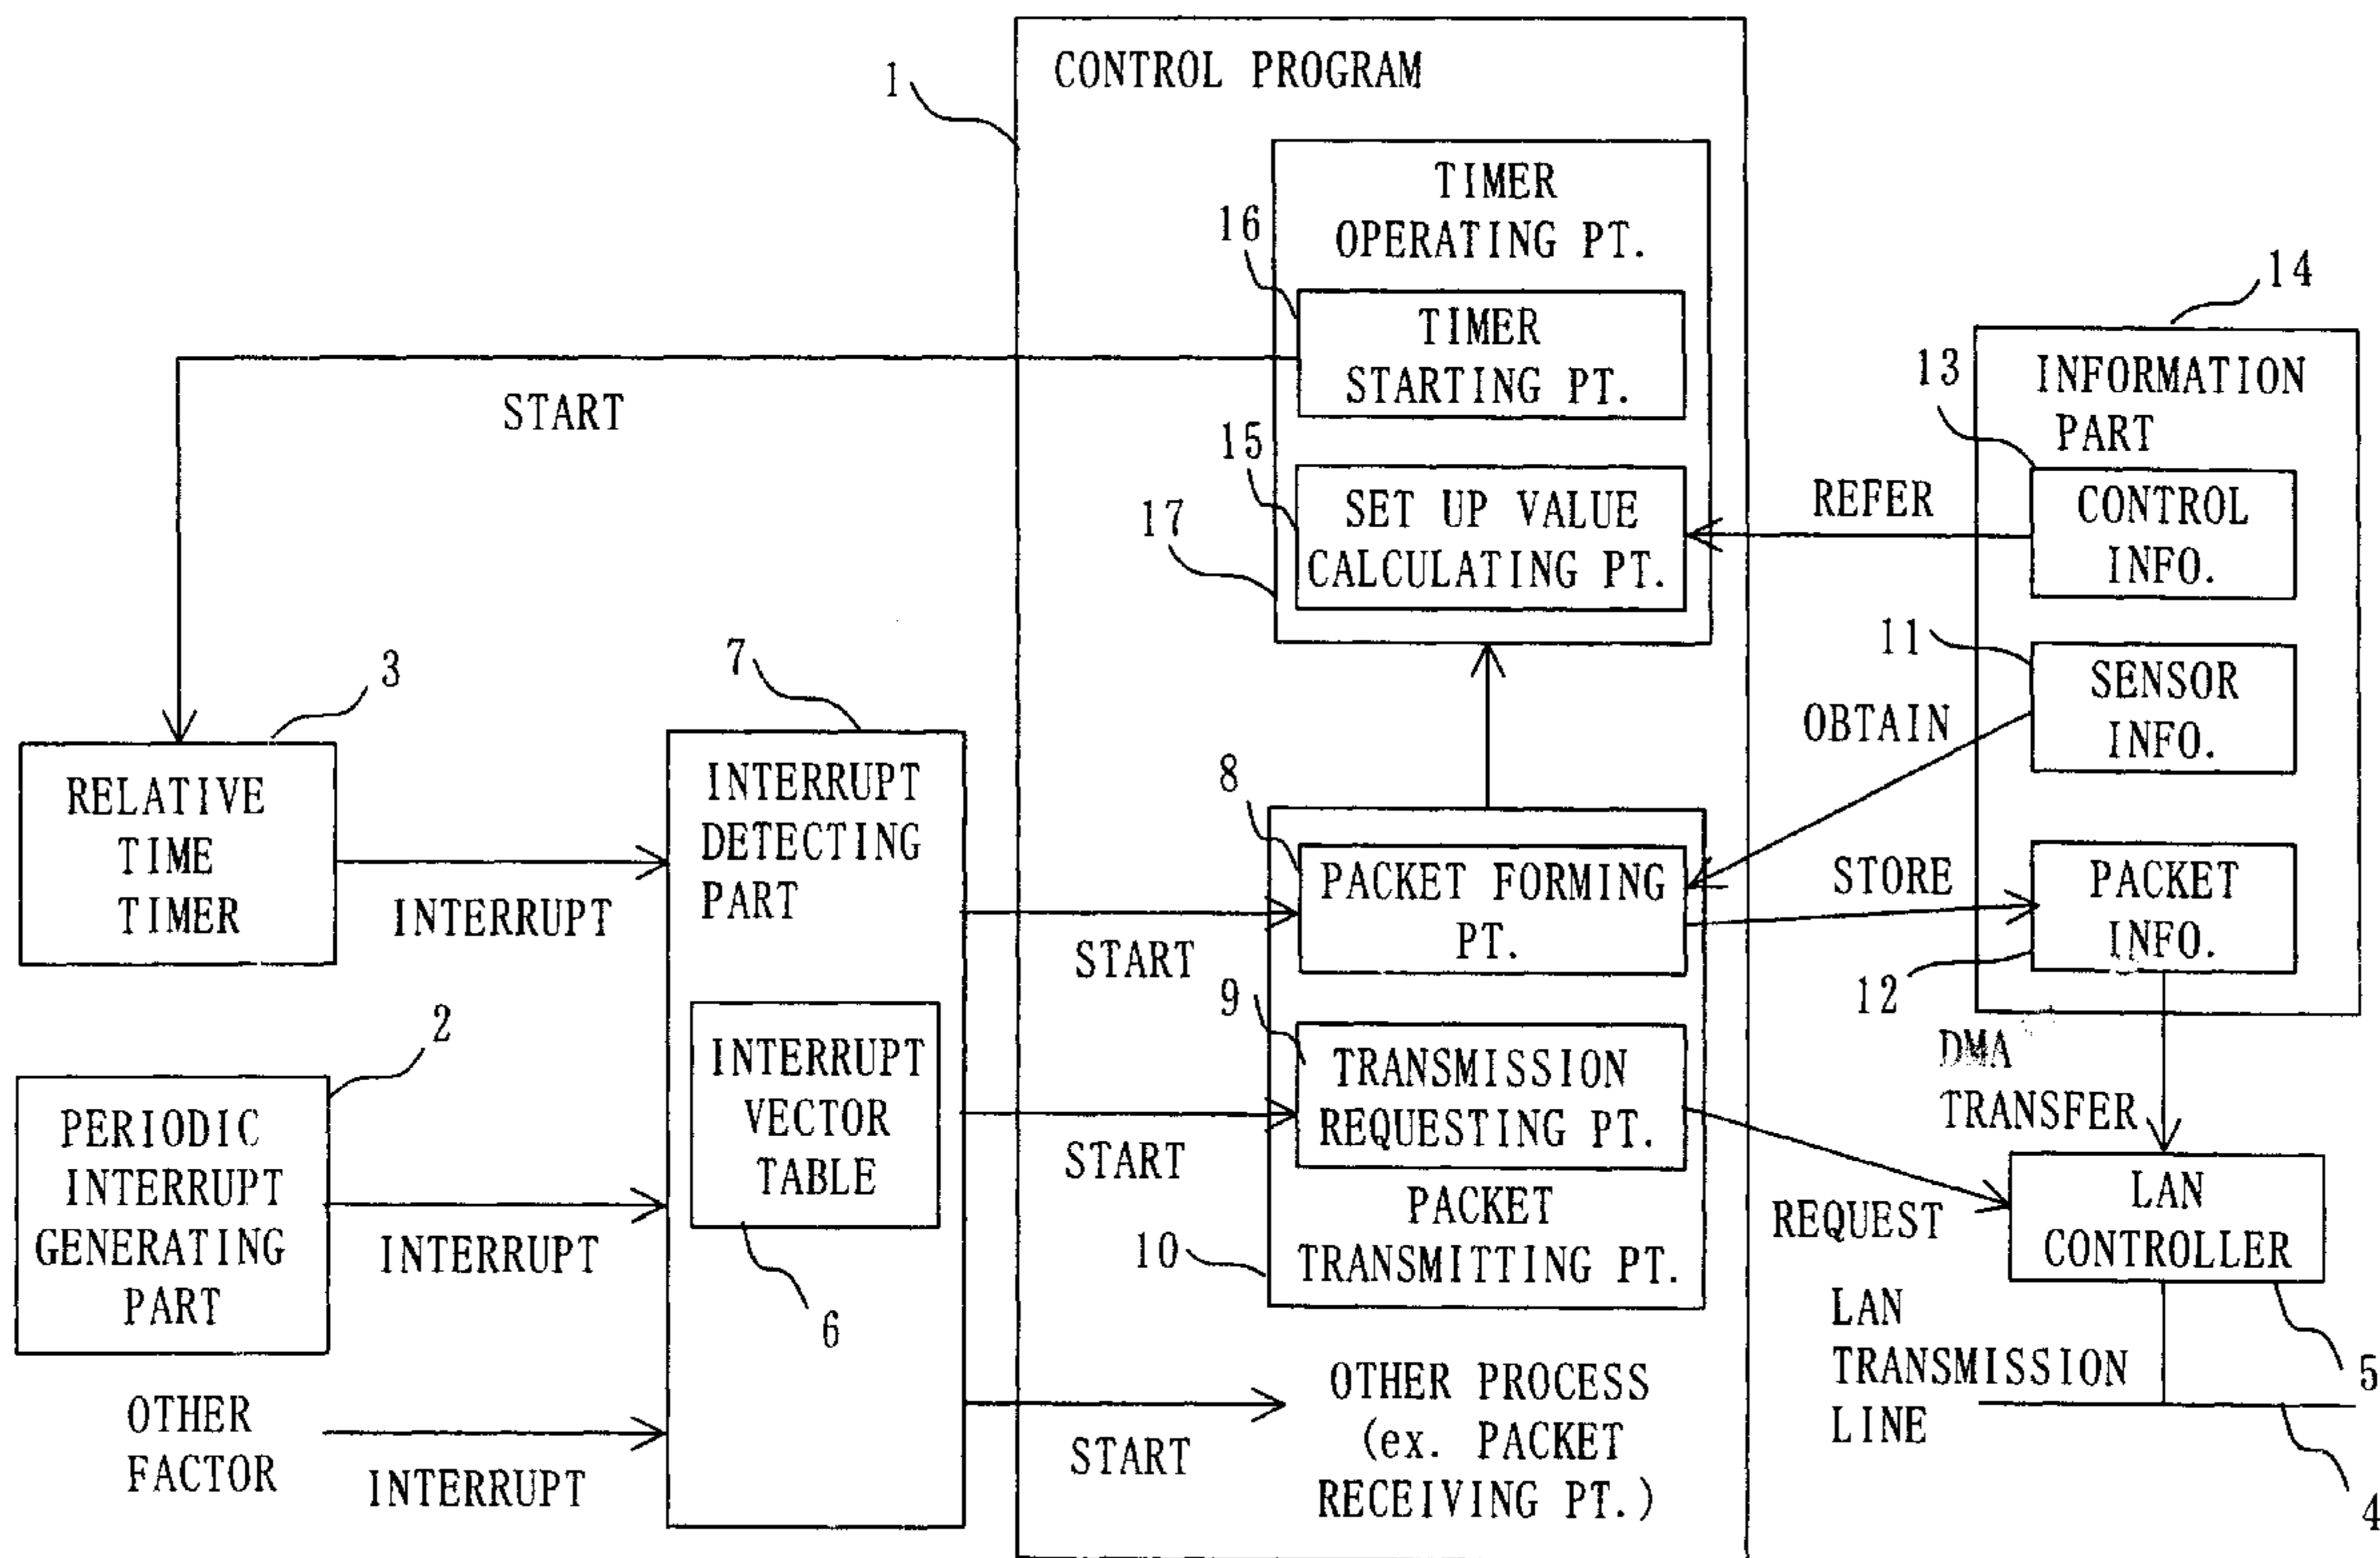 1
CONTROL PROGRAM
TIMER
OPERATING PT.
16
TIMER
STARTING PT.
15
SET UP VALUE
CALCULATING PT.
17
START
14
INFORMATION
PART
13
CONTROL
INFO.
REFER
11
SENSOR
INFO.
OBTAIN
3
RELATIVE
TIME
TIMER
INTERRUPT
7
INTERRUPT
DETECTING
PART
START
8
PACKET FORMING
PT.
STORE
PACKET
INFO.
12
2
PERIODIC
INTERRUPT
GENERATING
PART
INTERRUPT
INTERRUPT
VECTOR
TABLE
6
START
9
TRANSMISSION
REQUESTING PT.
PACKET
TRANSMITTING PT.
10
DMA
TRANSFER
REQUEST
LAN
CONTROLLER
5
LAN
TRANSMISSION
LINE
4
OTHER
FACTOR
INTERRUPT
START
OTHER PROCESS
(ex. PACKET
RECEIVING PT.)